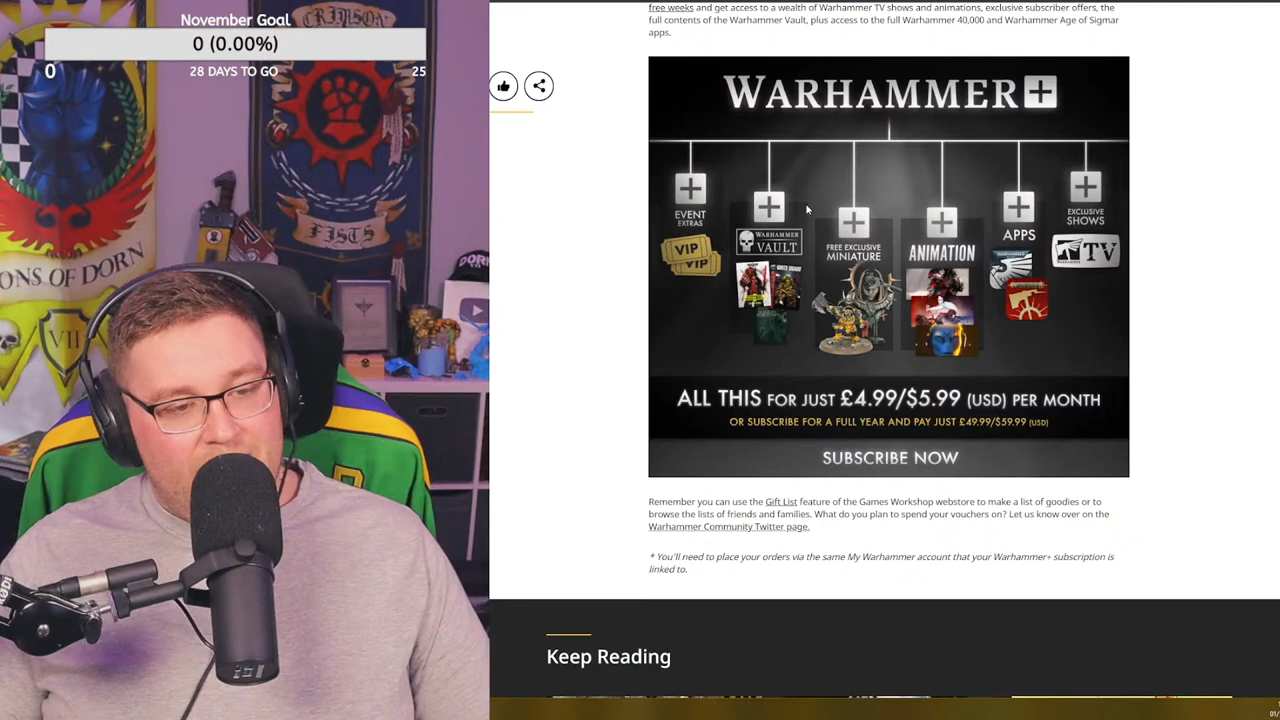 November Goal
0 (0.00%)
0
28 DAYS TO GO
25
CRIMSON
FISTS
ONS OF DORN
VII
DORN
free weeks and get access to a wealth of Warhammer TV shows and animations, exclusive subscriber offers, the
full contents of the Warhammer Vault, plus access to the full Warhammer 40,000 and Warhammer Age of Sigmar
apps.
WARHAMMER+
EVENT
EXTRAS
VIP
VIP
WARHAMMER
VAULT
WHITE DWARF
FREE EXCLUSIVE
MINIATURE
ANIMATION
APPS
EXCLUSIVE
SHOWS
TV
ALL THIS FOR JUST £4.99/$5.99 (USD) PER MONTH
OR SUBSCRIBE FOR A FULL YEAR AND PAY JUST £49.99/$59.99 (USD)
SUBSCRIBE NOW
Remember you can use the Gift List feature of the Games Workshop webstore to make a list of goodies or to
browse the lists of friends and families. What do you plan to spend your vouchers on? Let us know over on the
Warhammer Community Twitter page.
* You'll need to place your orders via the same My Warhammer account that your Warhammer+ subscription is
linked to.
Keep Reading
01/